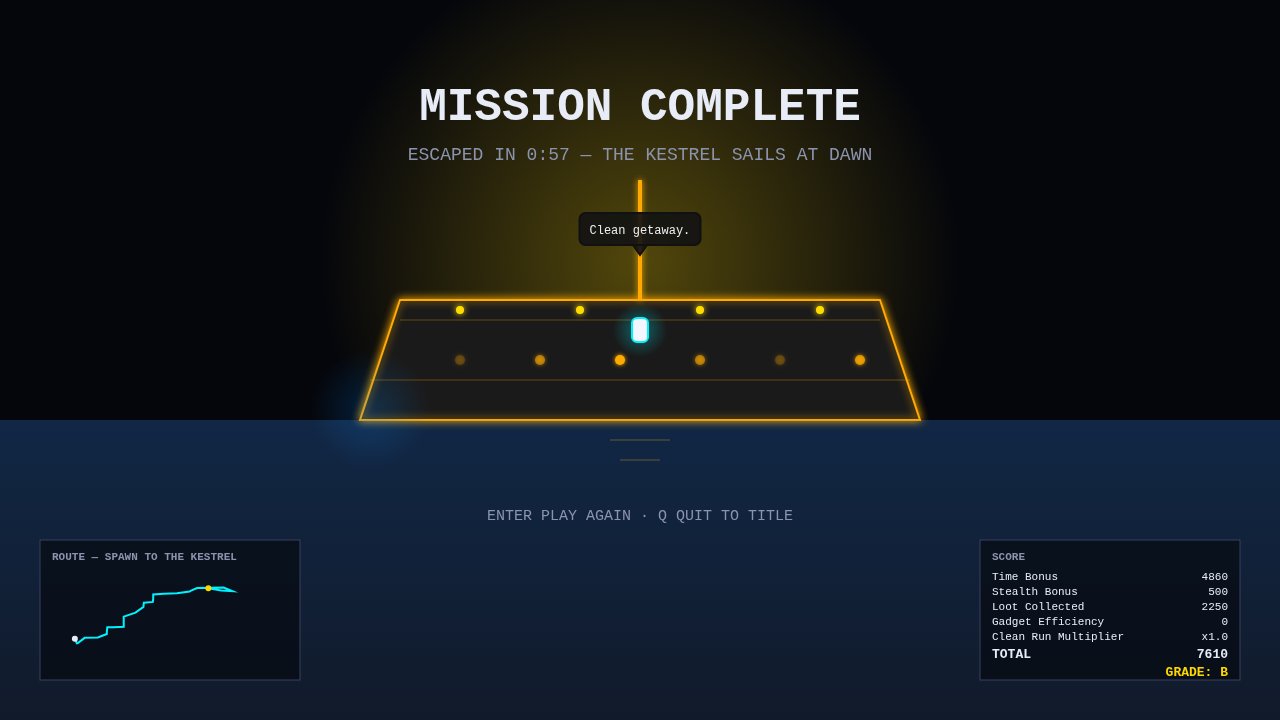 MISSION COMPLETE
ESCAPED IN 0:57 — THE KESTREL SAILS AT DAWN
Clean getaway.
ENTER PLAY AGAIN · Q QUIT TO TITLE
ROUTE — SPAWN TO THE KESTREL
SCORE
Time Bonus 4860
Stealth Bonus 500
Loot Collected 2250
Gadget Efficiency 0
Clean Run Multiplier x1.0
TOTAL 7610
GRADE: B